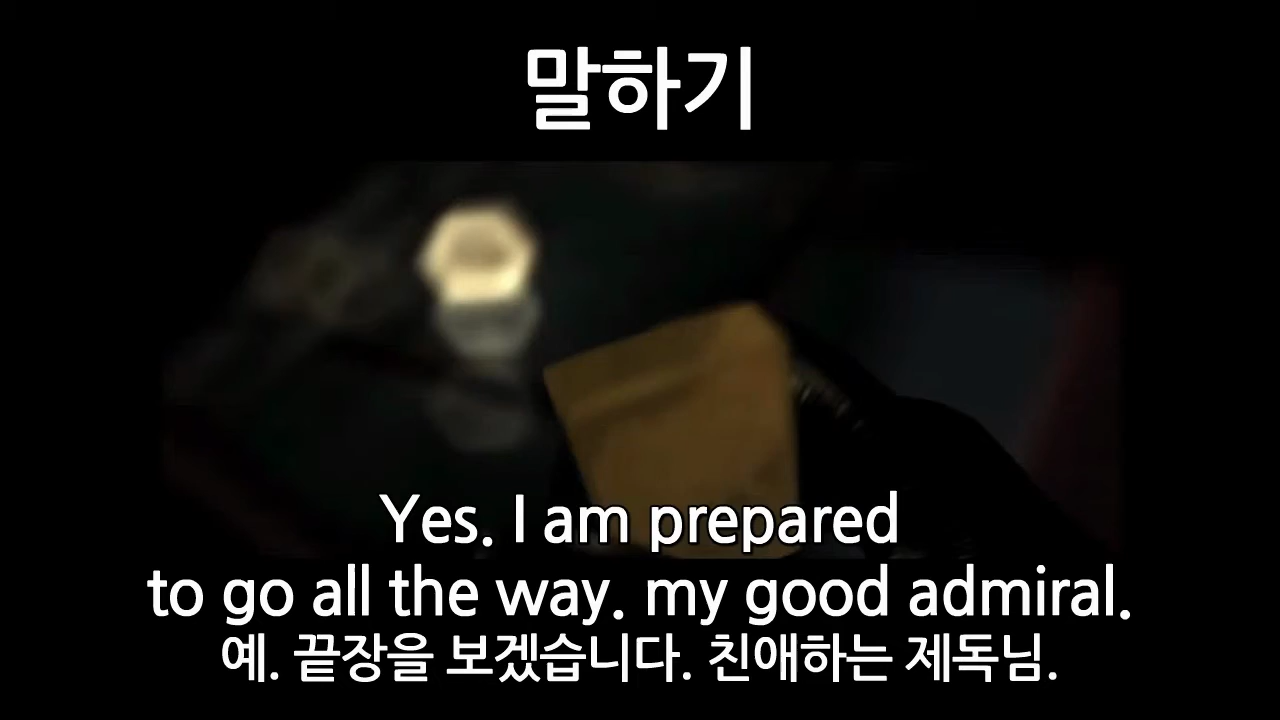 말하기
Yes. I am prepared
to go all the way. my good admiral.
예. 끝장을 보겠습니다. 친애하는 제독님.